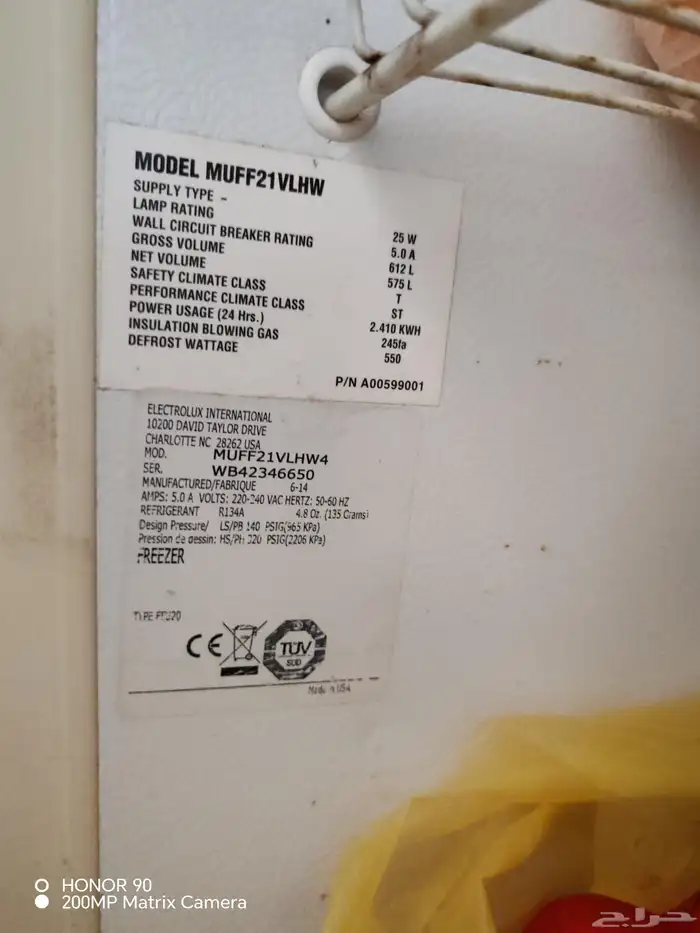 MODEL MUFF21VLHW
SUPPLY TYPE -
LAMP RATING 25 W
WALL CIRCUIT BREAKER RATING 5.0 A
GROSS VOLUME 612 L
NET VOLUME 575 L
SAFETY CLIMATE CLASS T
PERFORMANCE CLIMATE CLASS ST
POWER USAGE (24 Hrs.) 2.410 KWH
INSULATION BLOWING GAS 245fa
DEFROST WATTAGE 550
P/N A00599001
ELECTROLUX INTERNATIONAL
10200 DAVID TAYLOR DRIVE
CHARLOTTE NC 28262 USA
MOD. MUFF21VLHW4
SER. WB42346650
MANUFACTURED/FABRIQUE 6-14
AMPS: 5.0 A VOLTS: 220-240 VAC HERTZ: 50-60 HZ
REFRIGERANT R134A 4.8 Oz. (135 Grams)
Design Pressure/ LS/PB 140 PSIG(965 KPa)
Pression de dessin: HS/PH 320 PSIG(2206 KPa)
FREEZER
TYPE
CE
TÜV
SÜD
Made in USA
HONOR 90
200MP Matrix Camera
حراج